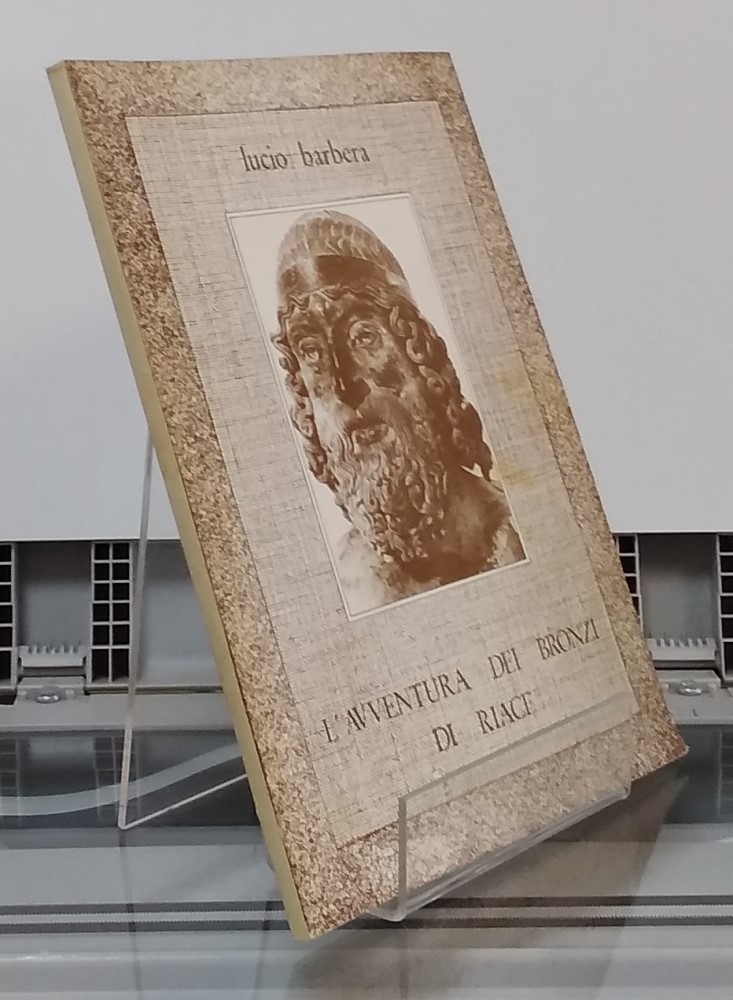 lucio barbera
L'AVVENTURA DEI BRONZI
DI RIACE